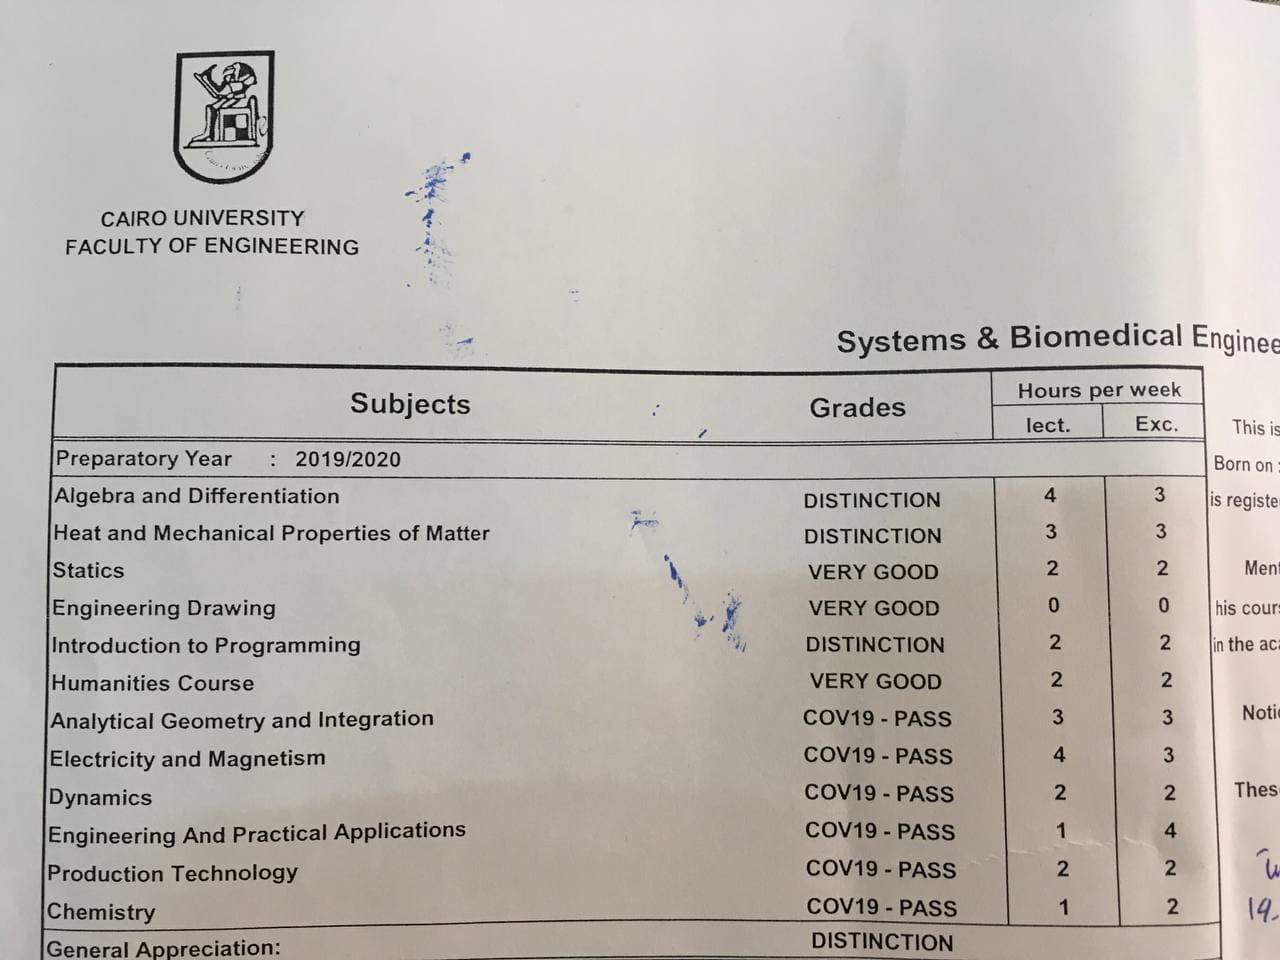 CAIRO UNIVERSITY
FACULTY OF ENGINEERING
Systems & Biomedical Enginee
Subjects Grades Hours per week
lect. Exc.
Preparatory Year : 2019/2020
Algebra and Differentiation DISTINCTION 4 3
Heat and Mechanical Properties of Matter DISTINCTION 3 3
Statics VERY GOOD 2 2
Engineering Drawing VERY GOOD 0 0
Introduction to Programming DISTINCTION 2 2
Humanities Course VERY GOOD 2 2
Analytical Geometry and Integration COV19 - PASS 3 3
Electricity and Magnetism COV19 - PASS 4 3
Dynamics COV19 - PASS 2 2
Engineering And Practical Applications COV19 - PASS 1 4
Production Technology COV19 - PASS 2 2
Chemistry COV19 - PASS 1 2
General Appreciation: DISTINCTION
This is
Born on :
is registe
Ment
his cour
in the aca
Notic
Thes
19.